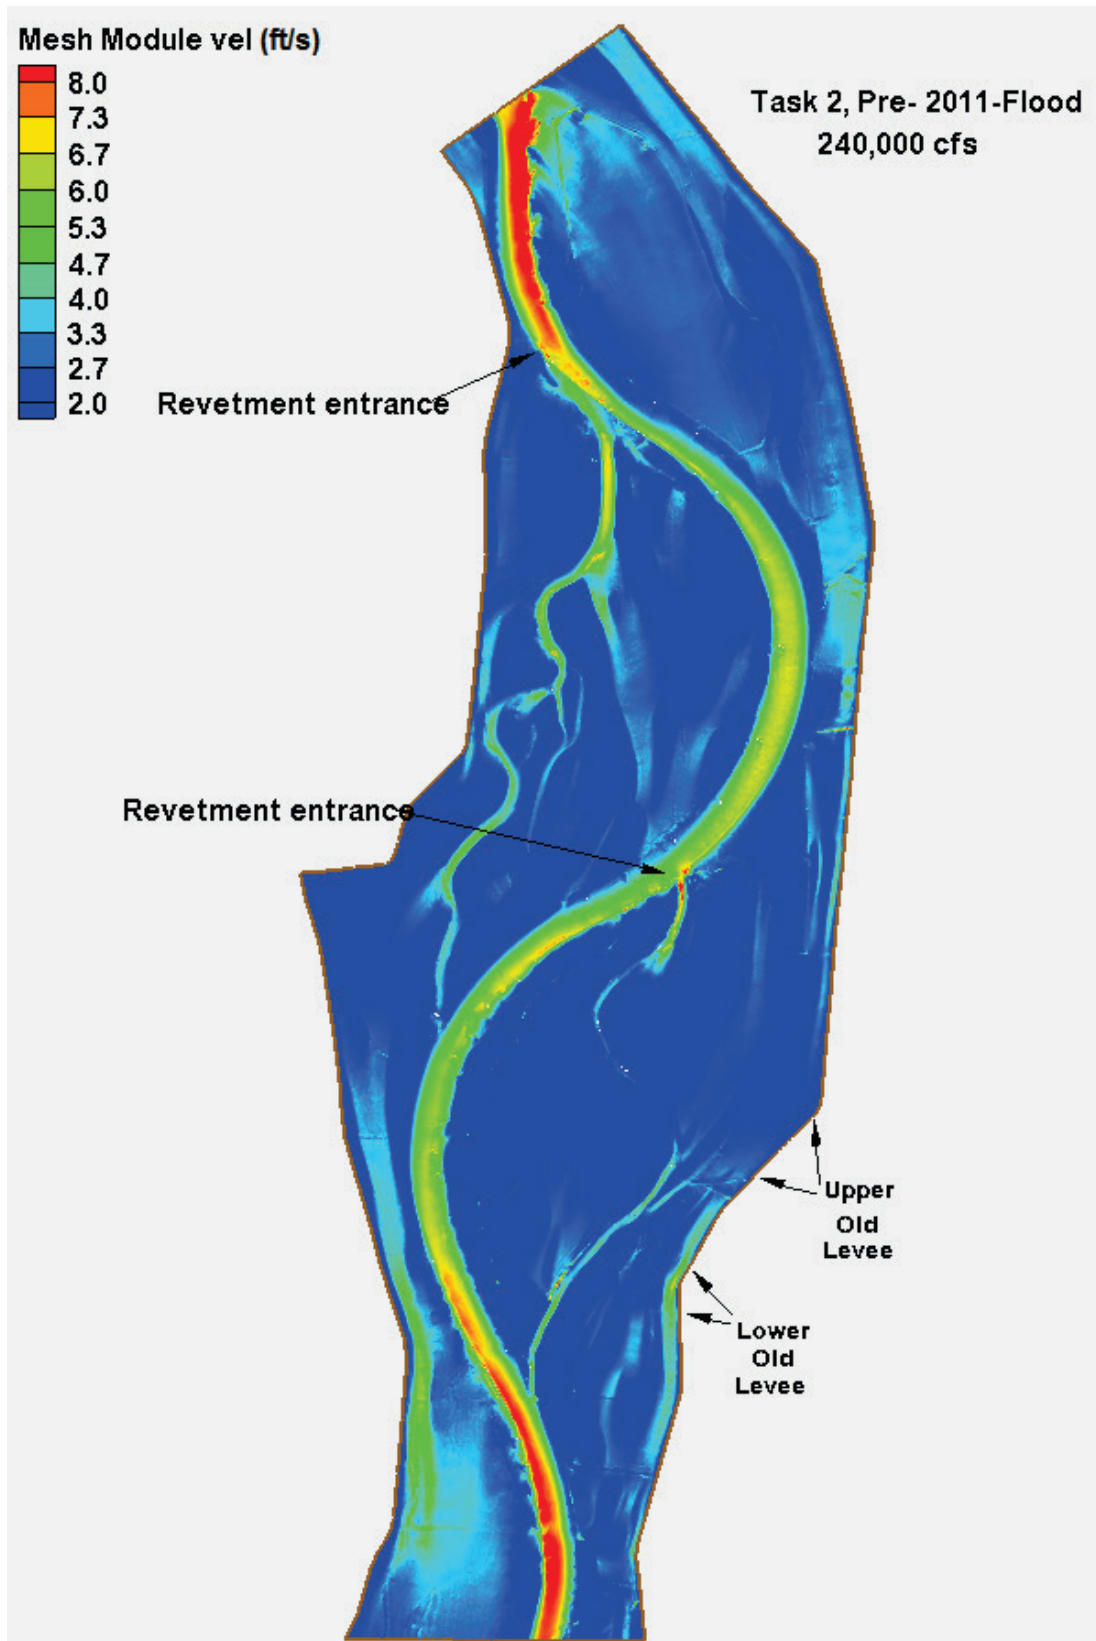 Mesh Module vel (ft/s)
8.0
7.3
6.7
6.0
5.3
4.7
4.0
3.3
2.7
2.0
Task 2, Pre- 2011-Flood
240,000 cfs
Revetment entrance
Revetment entrance
Upper
Old
Levee
Lower
Old
Levee